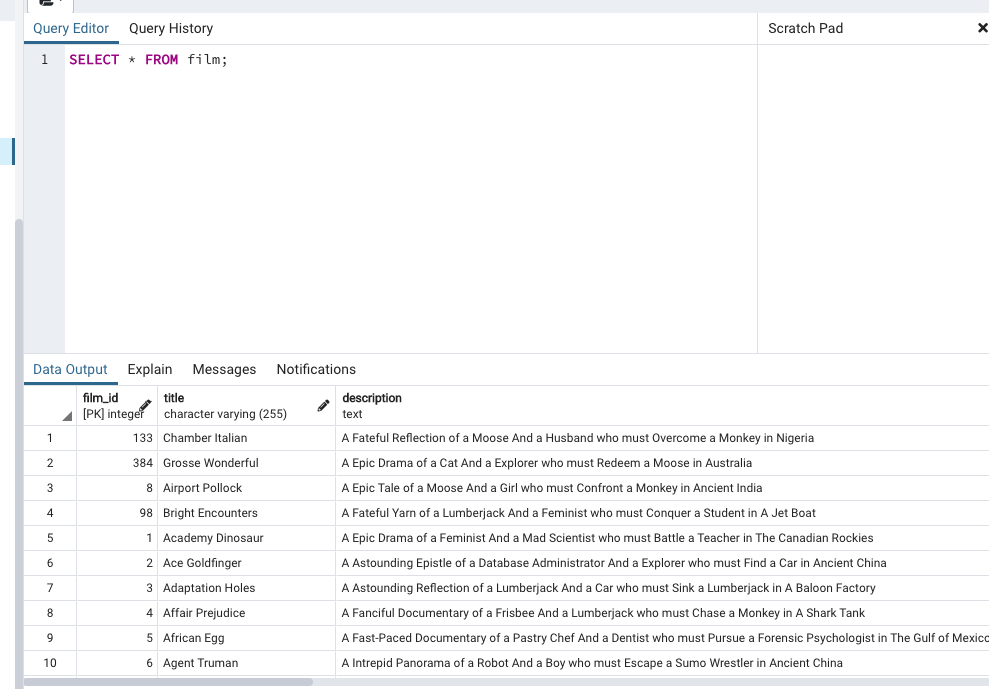 Query Editor Query History Scratch Pad
1 SELECT * FROM film;
Data Output Explain Messages Notifications
film_id title description
[PK] integer character varying (255) text
1 133 Chamber Italian A Fateful Reflection of a Moose And a Husband who must Overcome a Monkey in Nigeria
2 384 Grosse Wonderful A Epic Drama of a Cat And a Explorer who must Redeem a Moose in Australia
3 8 Airport Pollock A Epic Tale of a Moose And a Girl who must Confront a Monkey in Ancient India
4 98 Bright Encounters A Fateful Yarn of a Lumberjack And a Feminist who must Conquer a Student in A Jet Boat
5 1 Academy Dinosaur A Epic Drama of a Feminist And a Mad Scientist who must Battle a Teacher in The Canadian Rockies
6 2 Ace Goldfinger A Astounding Epistle of a Database Administrator And a Explorer who must Find a Car in Ancient China
7 3 Adaptation Holes A Astounding Reflection of a Lumberjack And a Car who must Sink a Lumberjack in A Baloon Factory
8 4 Affair Prejudice A Fanciful Documentary of a Frisbee And a Lumberjack who must Chase a Monkey in A Shark Tank
9 5 African Egg A Fast-Paced Documentary of a Pastry Chef And a Dentist who must Pursue a Forensic Psychologist in The Gulf of Mexico
10 6 Agent Truman A Intrepid Panorama of a Robot And a Boy who must Escape a Sumo Wrestler in Ancient China